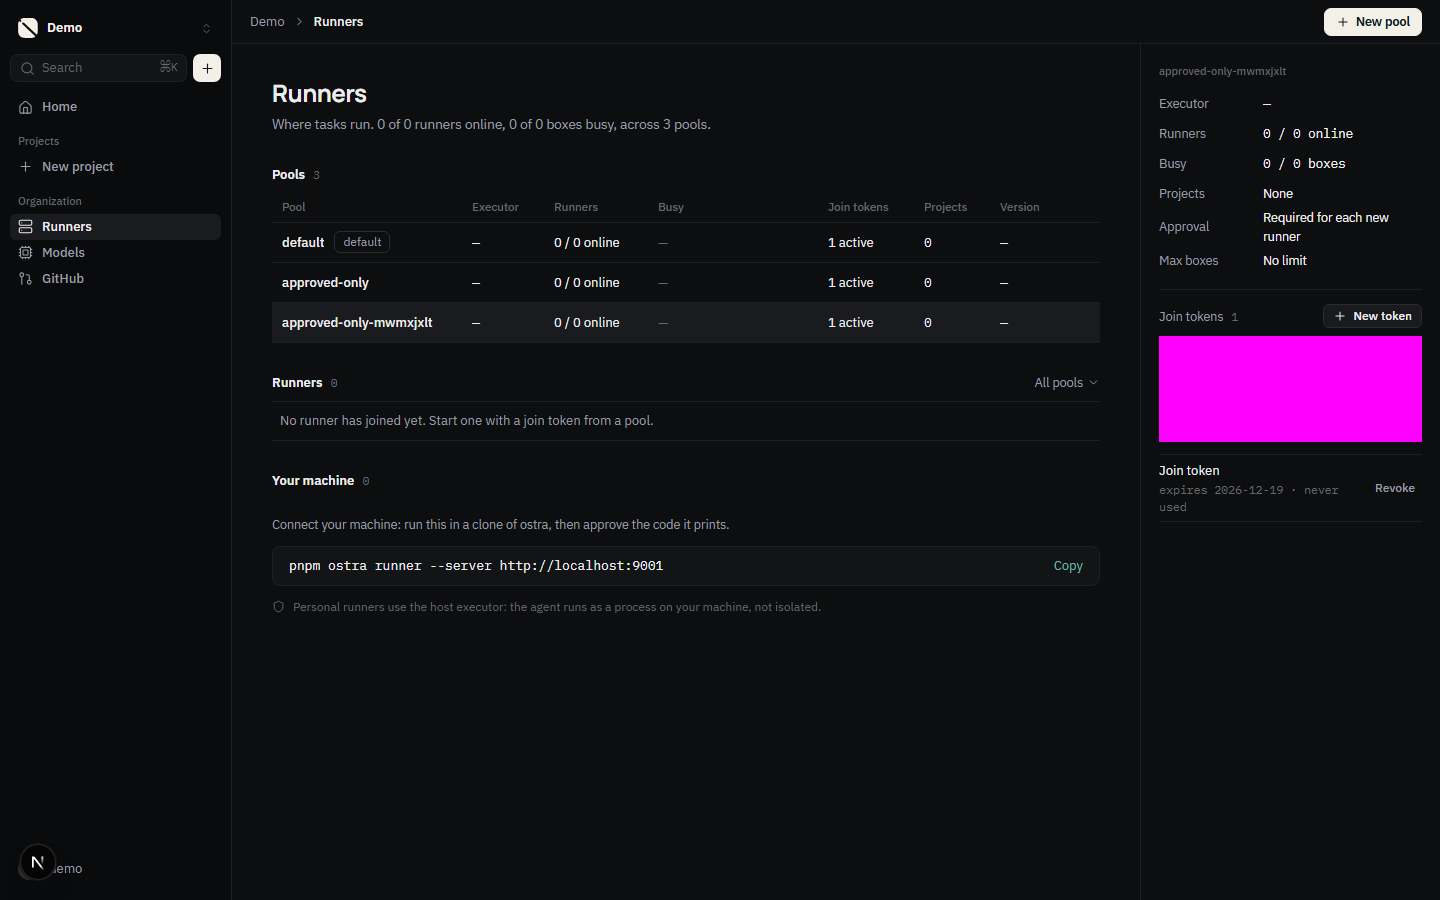 Demo
Search ⌘K
Home
Projects
New project
Organization
Runners
Models
GitHub
Demo > Runners
New pool
Runners
Where tasks run. 0 of 0 runners online, 0 of 0 boxes busy, across 3 pools.
Pools 3
Pool Executor Runners Busy Join tokens Projects Version
default default — 0 / 0 online — 1 active 0 —
approved-only — 0 / 0 online — 1 active 0 —
approved-only-mwmxjxlt — 0 / 0 online — 1 active 0 —
Runners 0 All pools
No runner has joined yet. Start one with a join token from a pool.
Your machine 0
Connect your machine: run this in a clone of ostra, then approve the code it prints.
pnpm ostra runner --server http://localhost:9001 Copy
Personal runners use the host executor: the agent runs as a process on your machine, not isolated.
approved-only-mwmxjxlt
Executor —
Runners 0 / 0 online
Busy 0 / 0 boxes
Projects None
Approval Required for each new
runner
Max boxes No limit
Join tokens 1 New token
Join token
expires 2026-12-19 · never
used
Revoke
N
emo